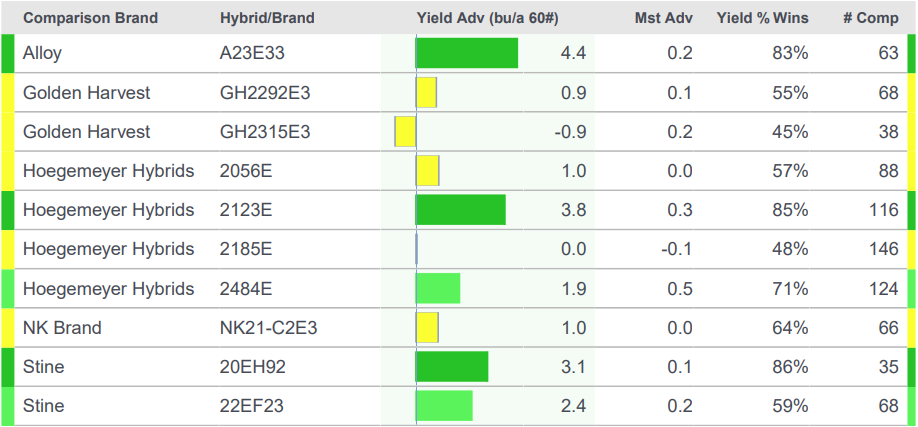 Comparison Brand Hybrid/Brand Yield Adv (bu/a 60#) Mst Adv Yield % Wins # Comp
Alloy A23E33 4.4 0.2 83% 63
Golden Harvest GH2292E3 0.9 0.1 55% 68
Golden Harvest GH2315E3 -0.9 0.2 45% 38
Hoegemeyer Hybrids 2056E 1.0 0.0 57% 88
Hoegemeyer Hybrids 2123E 3.8 0.3 85% 116
Hoegemeyer Hybrids 2185E 0.0 -0.1 48% 146
Hoegemeyer Hybrids 2484E 1.9 0.5 71% 124
NK Brand NK21-C2E3 1.0 0.0 64% 66
Stine 20EH92 3.1 0.1 86% 35
Stine 22EF23 2.4 0.2 59% 68